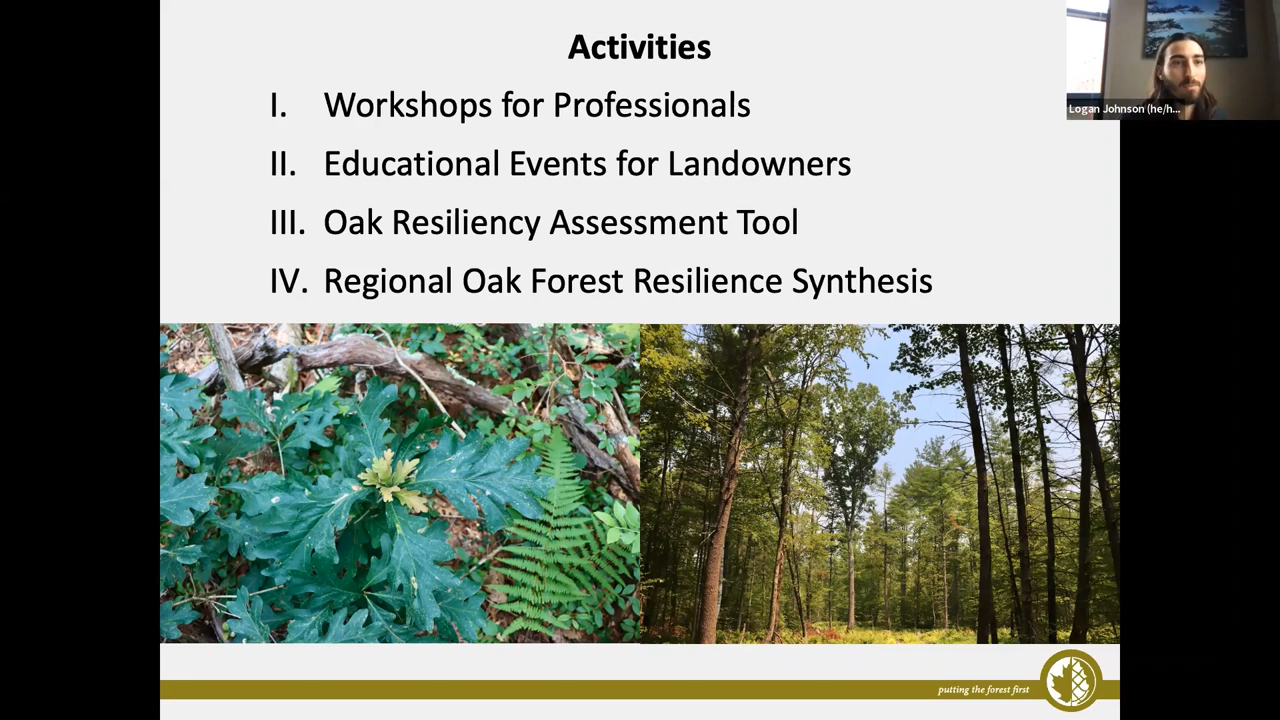 Activities
I. Workshops for Professionals
II. Educational Events for Landowners
III. Oak Resiliency Assessment Tool
IV. Regional Oak Forest Resilience Synthesis
Logan Johnson (he/h...
putting the forest first